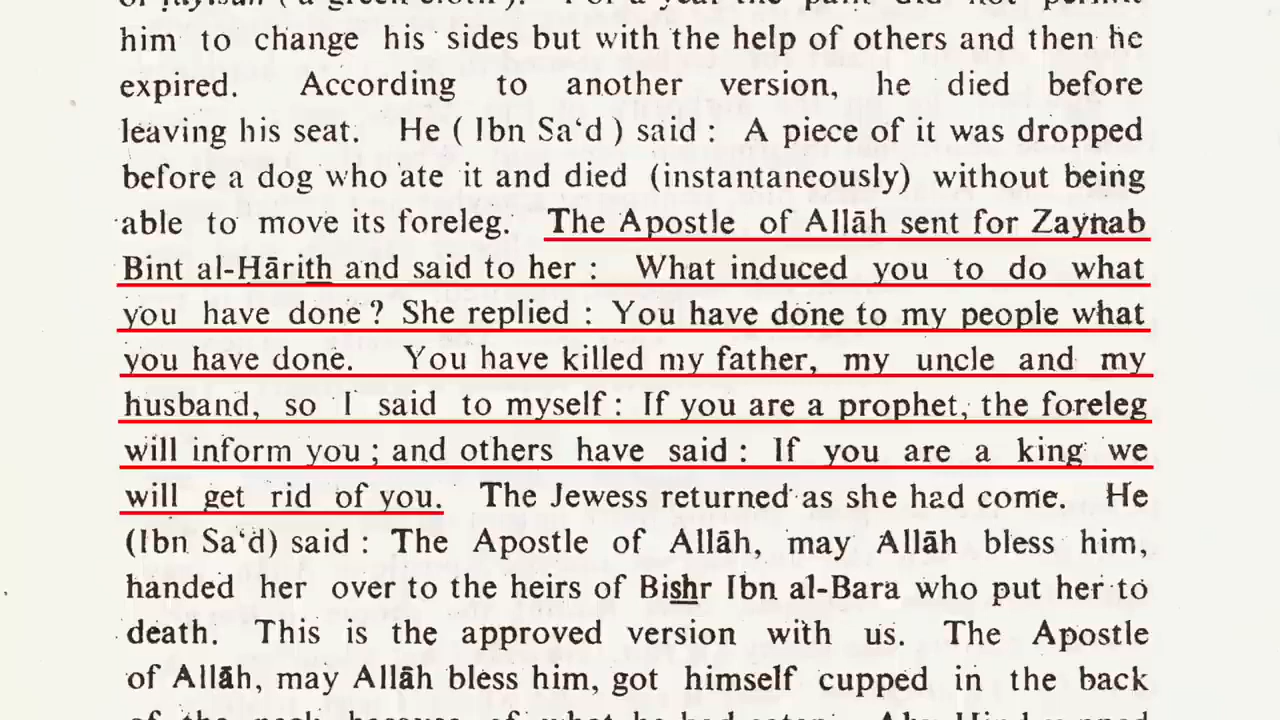 him to change his sides but with the help of others and then he
expired. According to another version, he died before
leaving his seat. He ( Ibn Sa‘d ) said : A piece of it was dropped
before a dog who ate it and died (instantaneously) without being
able to move its foreleg. The Apostle of Allāh sent for Zaynab
Bint al-Ḥārith and said to her : What induced you to do what
you have done? She replied : You have done to my people what
you have done. You have killed my father, my uncle and my
husband, so I said to myself : If you are a prophet, the foreleg
will inform you ; and others have said : If you are a king we
will get rid of you. The Jewess returned as she had come. He
(Ibn Sa‘d) said : The Apostle of Allāh, may Allāh bless him,
handed her over to the heirs of Bishr Ibn al-Bara who put her to
death. This is the approved version with us. The Apostle
of Allāh, may Allāh bless him, got himself cupped in the back